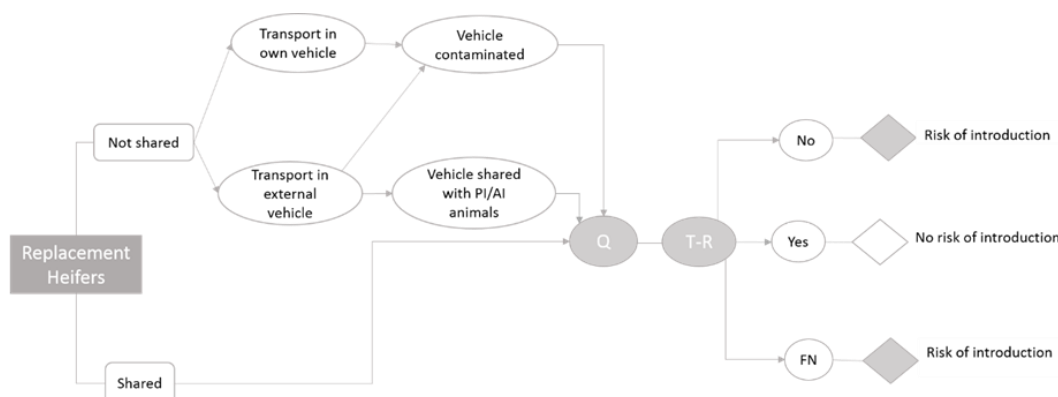 Transport in
own vehicle
Vehicle
contaminated
No
Risk of introduction
Not shared
Transport in
external
vehicle
Vehicle shared
with PI/AI
animals
Replacement
Heifers
Q
T-R
Yes
No risk of introduction
FN
Risk of introduction
Shared